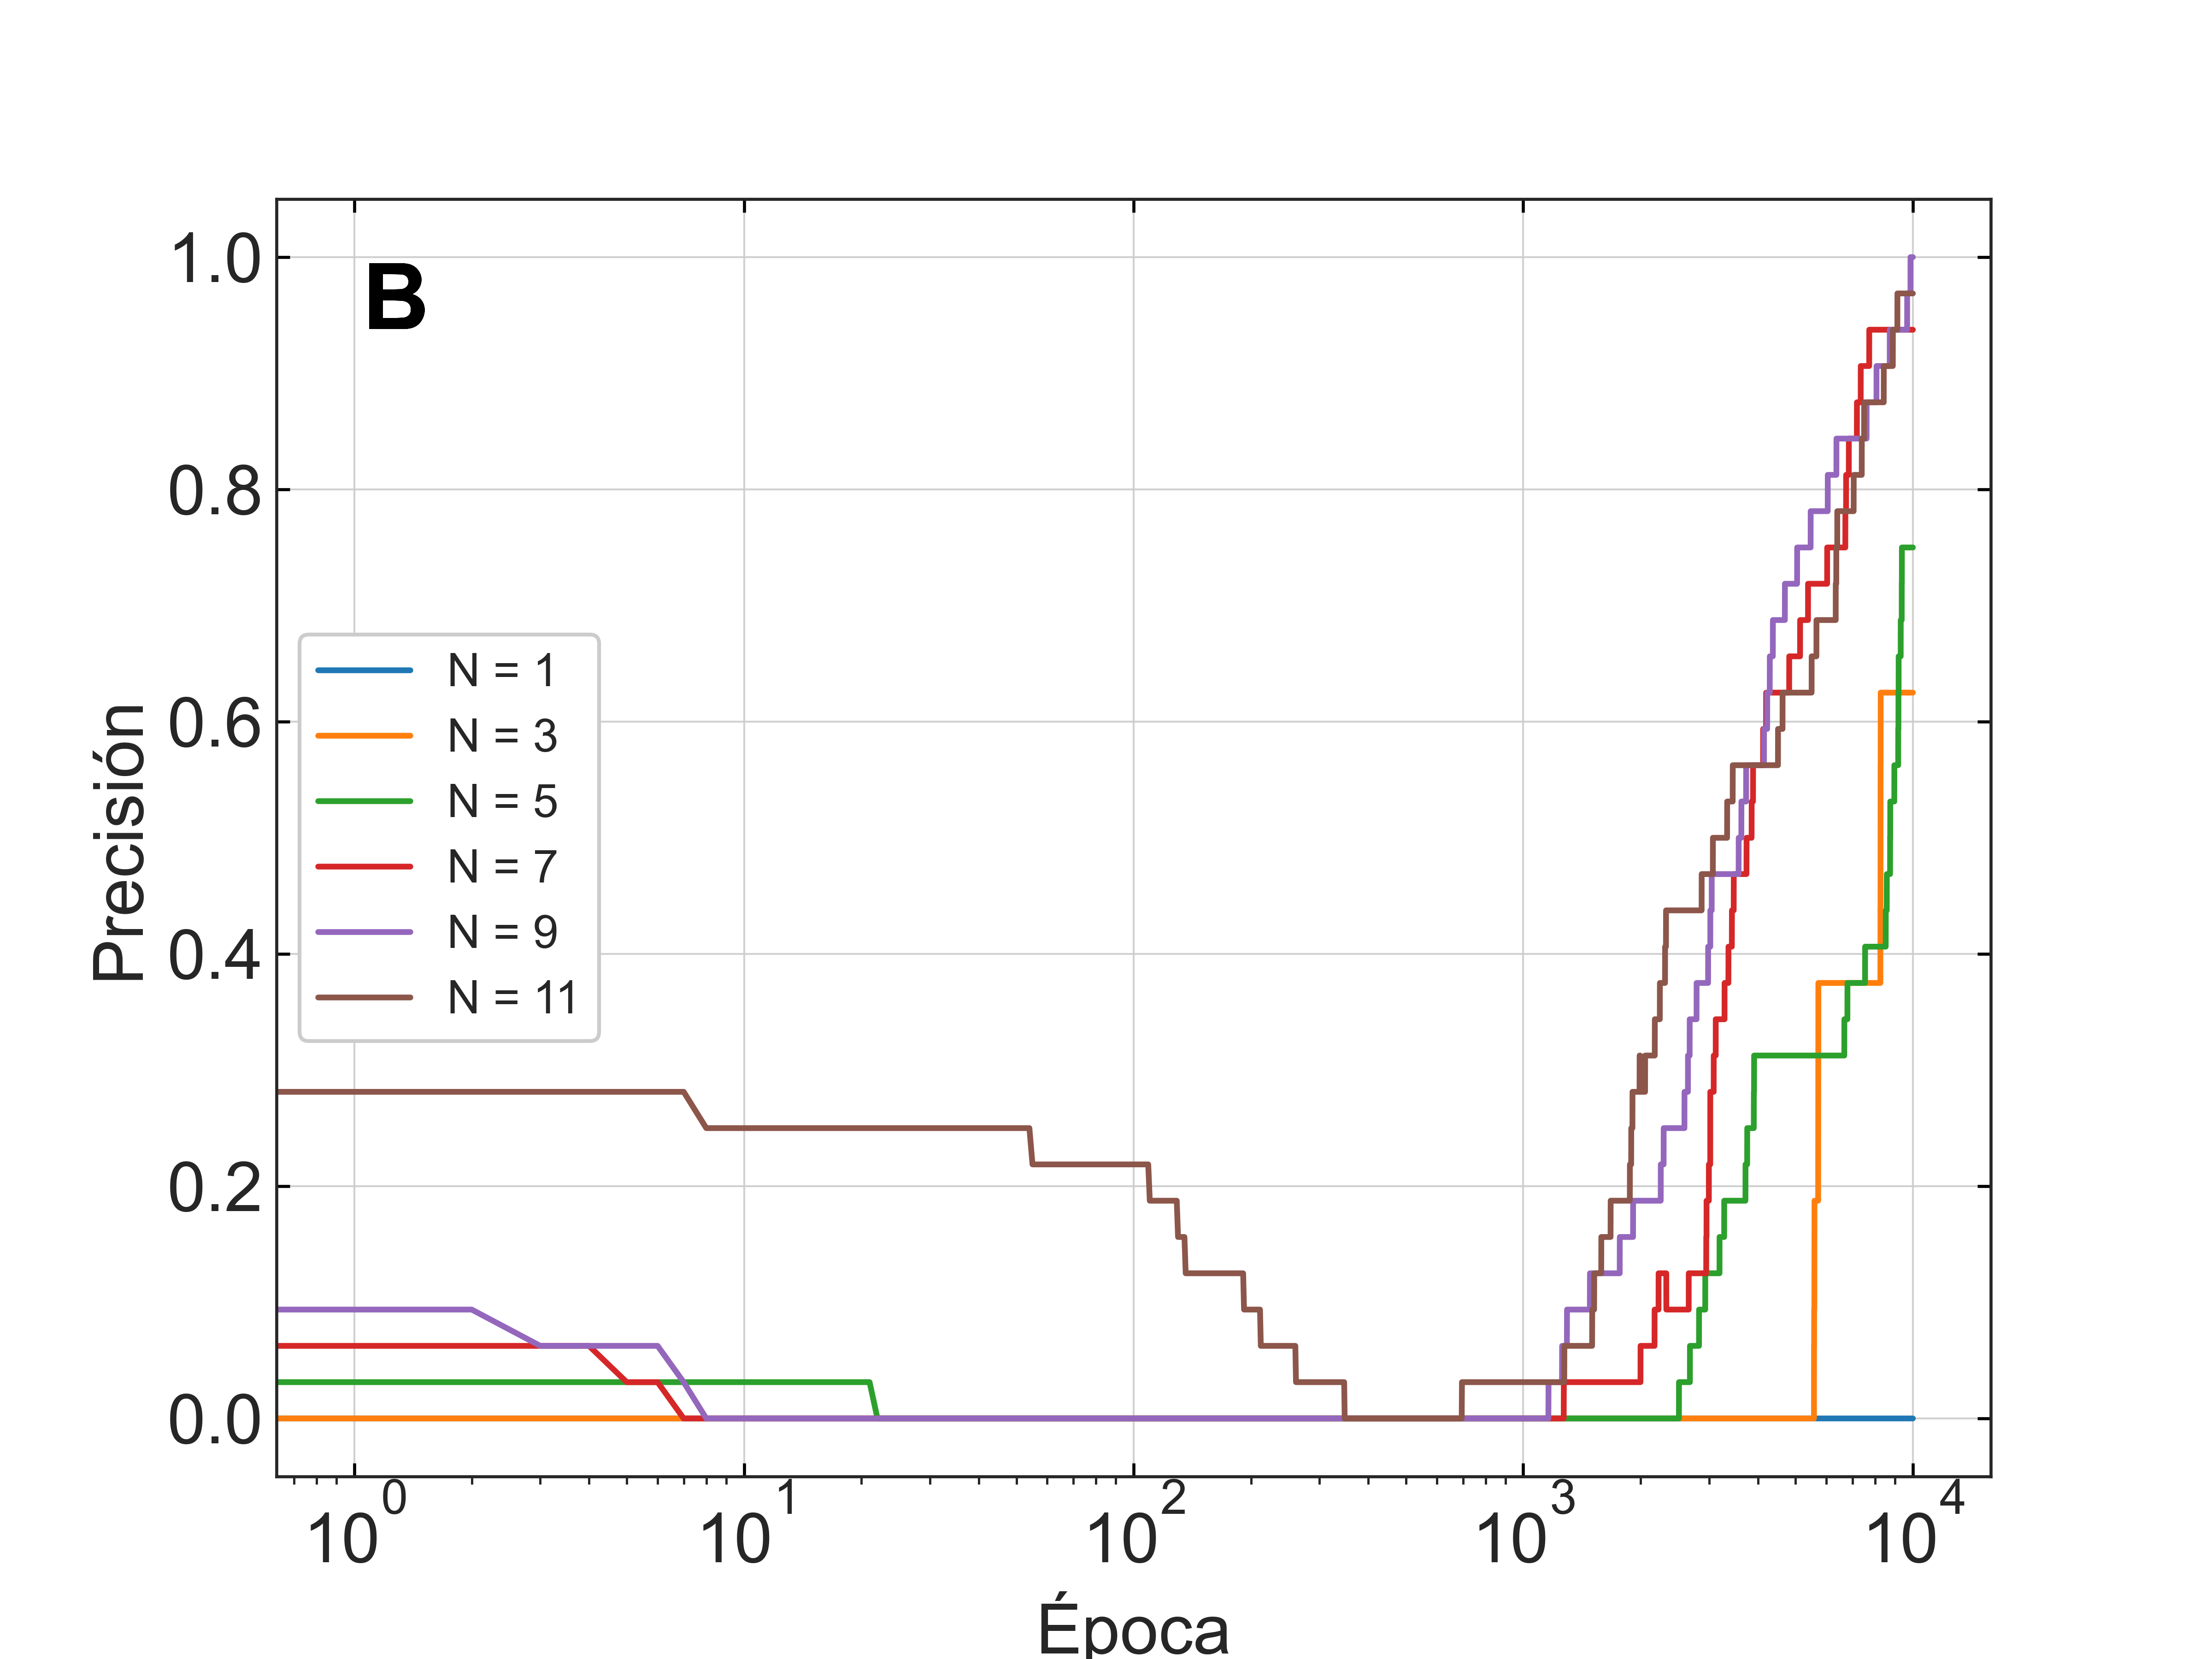 B
1.0
0.8
0.6
0.4
0.2
0.0
Precisión
N = 1
N = 3
N = 5
N = 7
N = 9
N = 11
10^0 10^1 10^2 10^3 10^4
Época